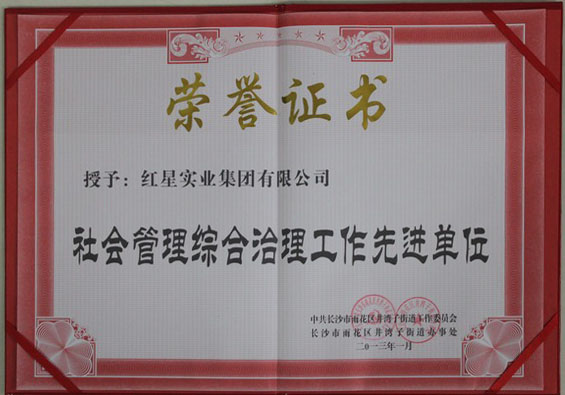 荣誉证书
授予：红星实业集团有限公司
社会管理综合治理工作先进单位
中共长沙市雨花区井湾子街道工作委员会
长沙市雨花区井湾子街道办事处
二〇一三年一月